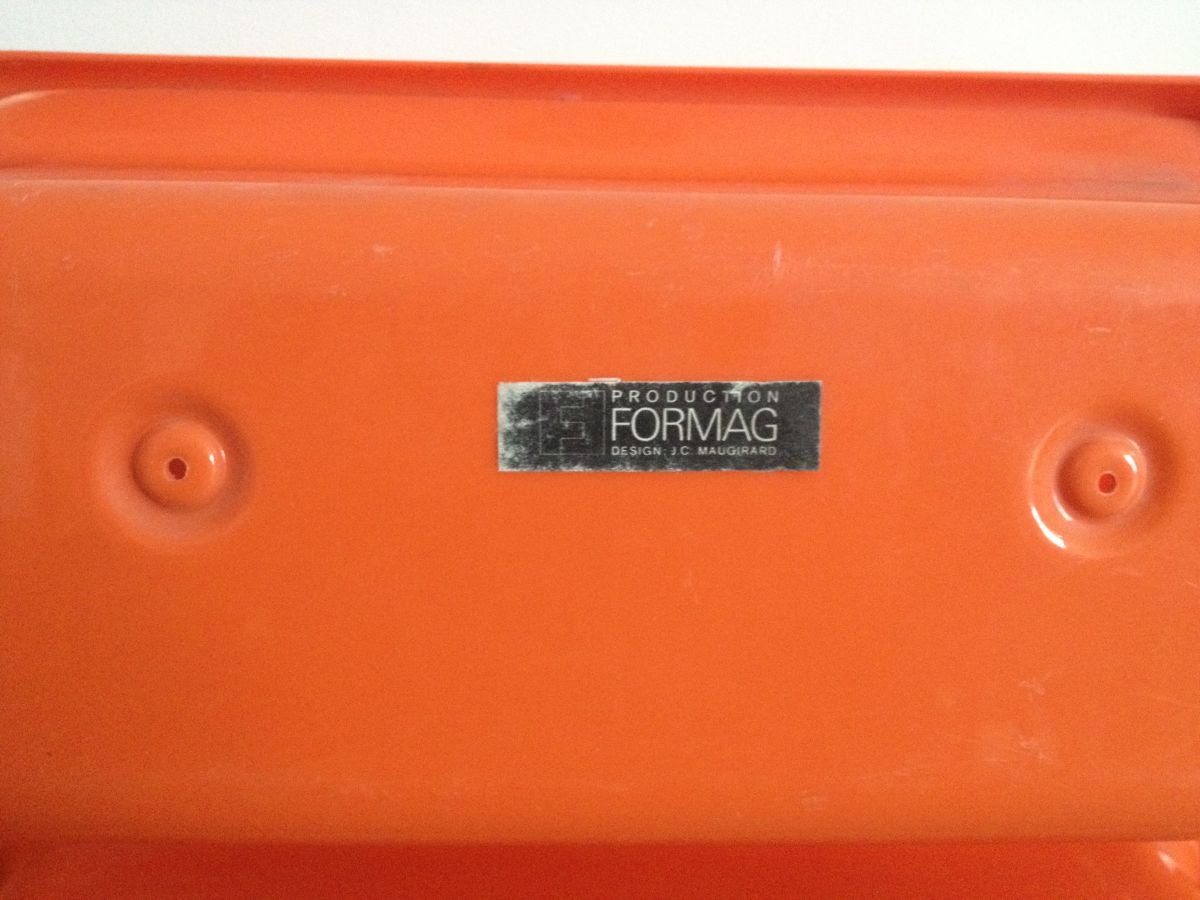 PRODUCTION
FORMAG
DESIGN: J.C. MAUGIRARD